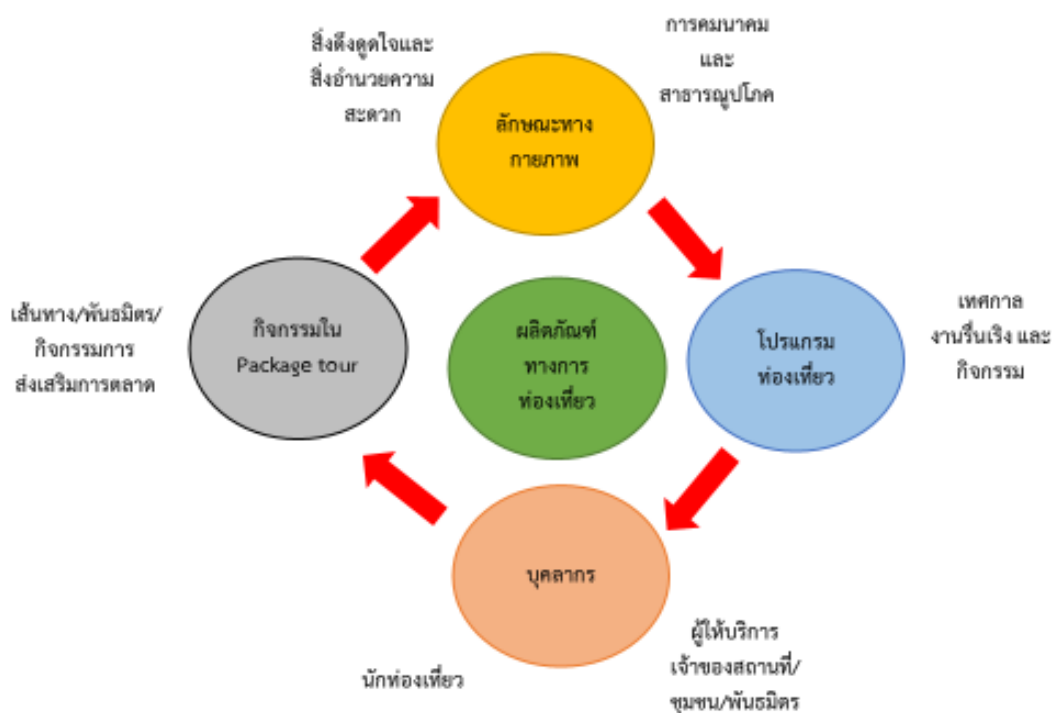 สิ่งดึงดูดใจและ
สิ่งอำนวยความ
สะดวก
การคมนาคม
และ
สาธารณูปโภค
ลักษณะทาง
กายภาพ
เส้นทาง/พันธมิตร/
กิจกรรมการ
ส่งเสริมการตลาด
กิจกรรมใน
Package tour
ผลิตภัณฑ์
ทางการ
ท่องเที่ยว
โปรแกรม
ท่องเที่ยว
เทศกาล
งานรื่นเริง และ
กิจกรรม
บุคลากร
นักท่องเที่ยว
ผู้ให้บริการ
เจ้าของสถานที่/
ชุมชน/พันธมิตร